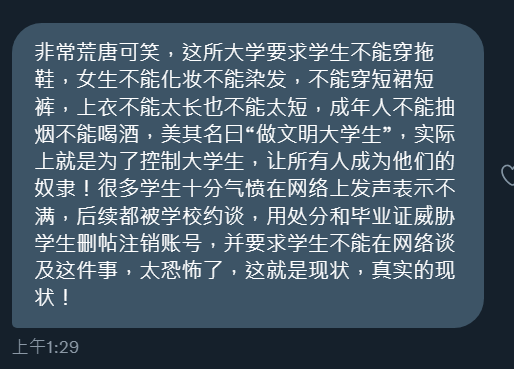 非常荒唐可笑，这所大学要求学生不能穿拖
鞋，女生不能化妆不能染发，不能穿短裙短
裤，上衣不能太长也不能太短，成年人不能抽
烟不能喝酒，美其名曰“做文明大学生”，实际
上就是为了控制大学生，让所有人成为他们的
奴隶！很多学生十分气愤在网络上发声表示不
满，后续都被学校约谈，用处分和毕业证威胁
学生删帖注销账号，并要求学生不能在网络谈
及这件事，太恐怖了，这就是现状，真实的现
状！
上午1:29